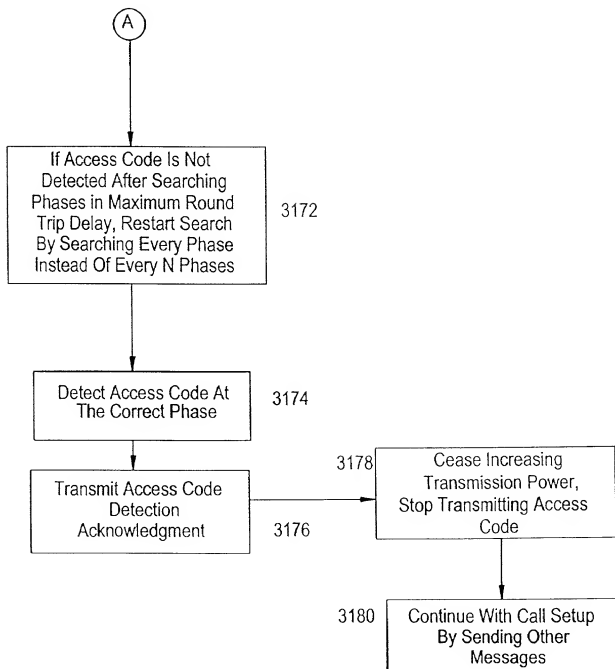 A
If Access Code Is Not
Detected After Searching
Phases in Maximum Round
Trip Delay, Restart Search
By Searching Every Phase
Instead Of Every N Phases
3172
Detect Access Code At
The Correct Phase
3174
Transmit Access Code
Detection
Acknowledgment
3176
3178
Cease Increasing
Transmission Power,
Stop Transmitting Access
Code
3180
Continue With Call Setup
By Sending Other
Messages